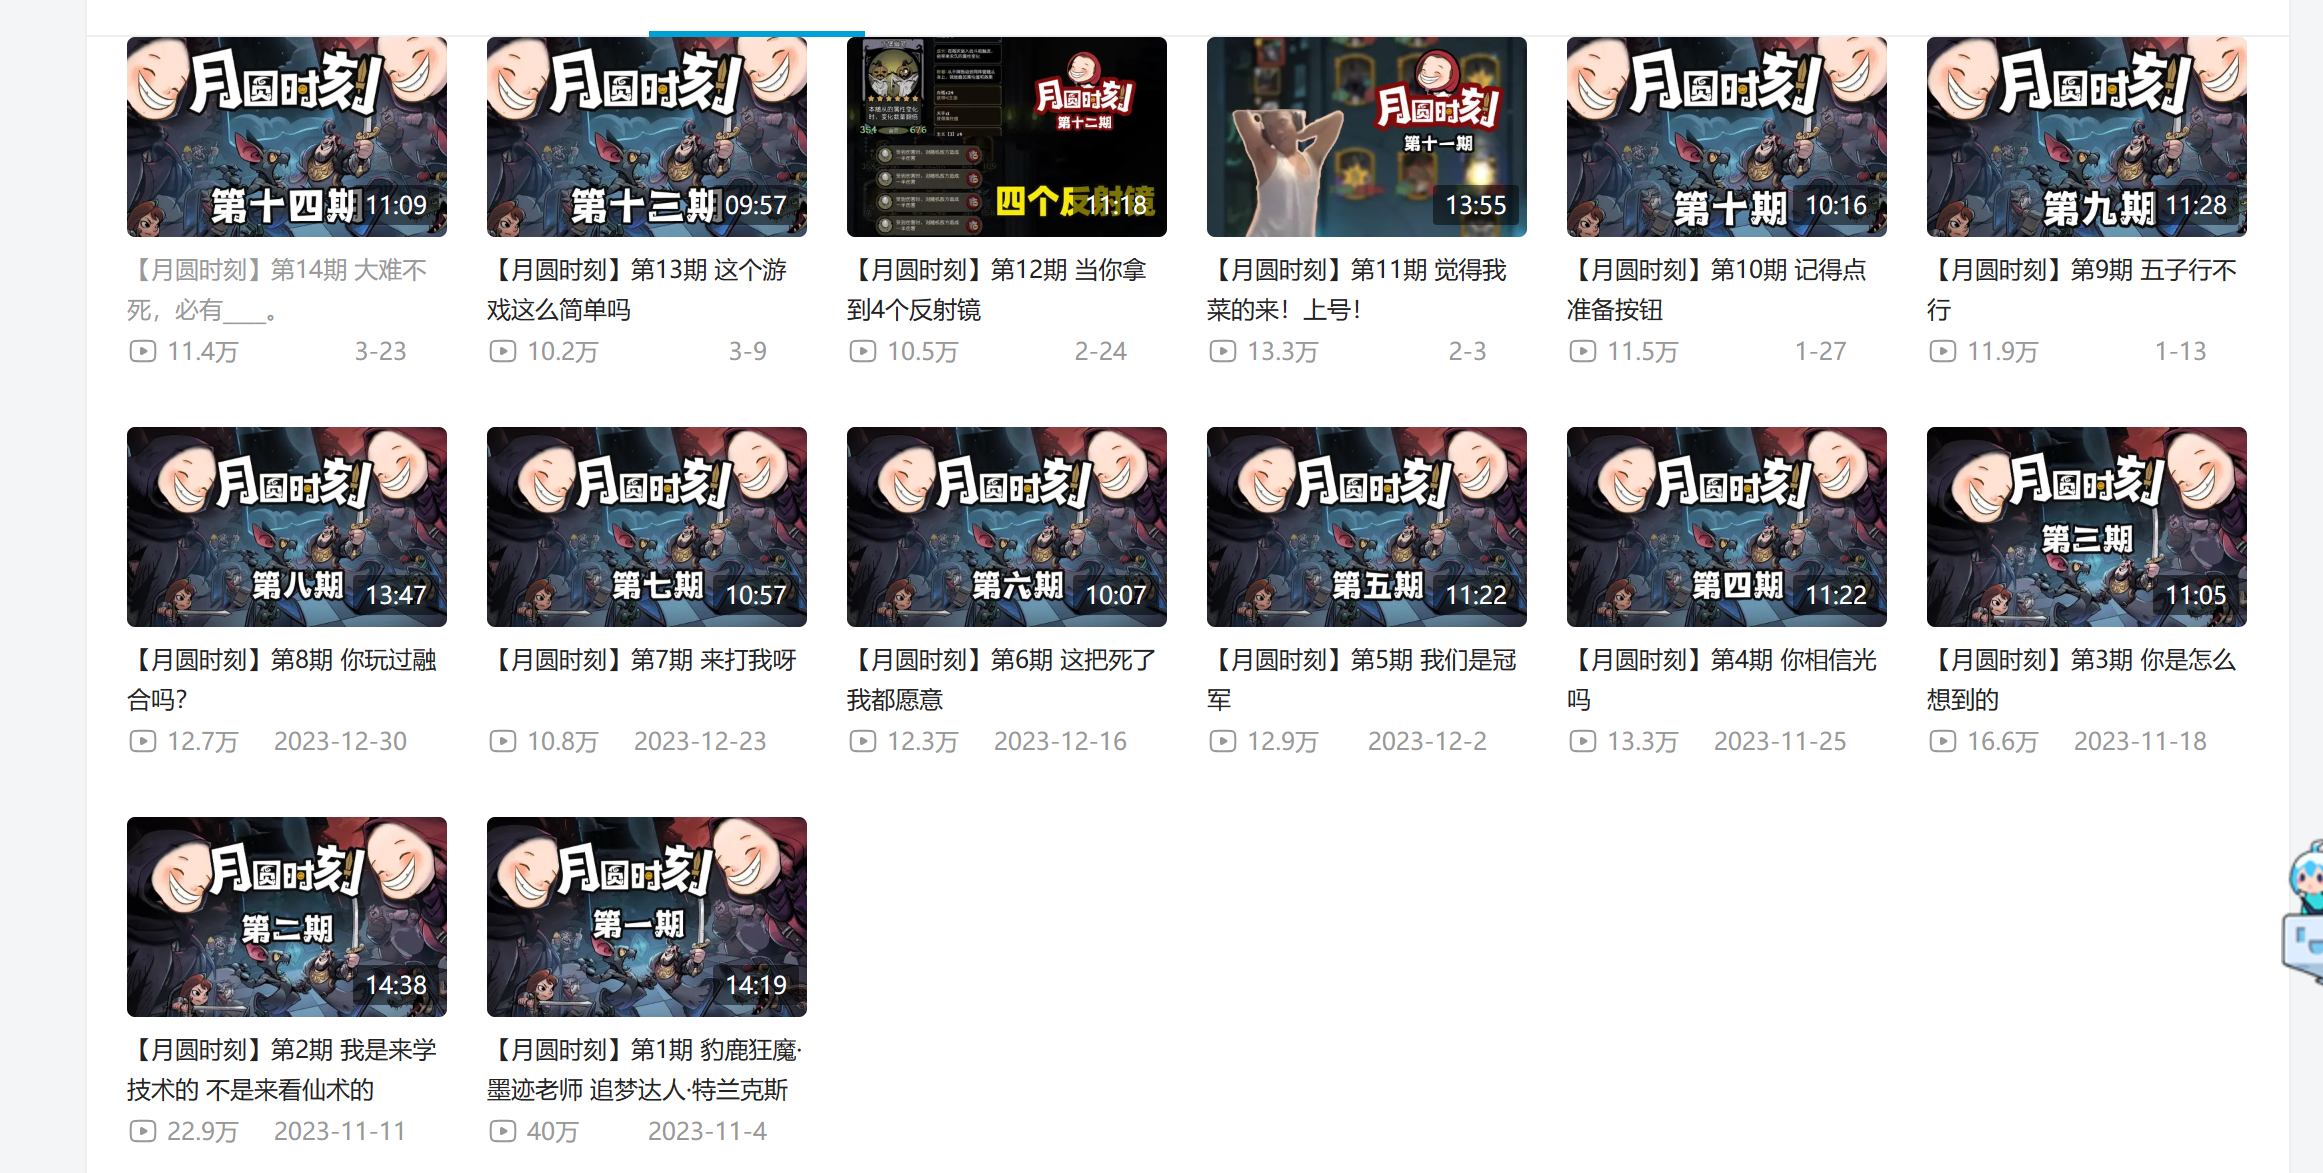 月圆时刻
第十四期
11:09
【月圆时刻】第14期 大难不
死，必有____。
11.4万 3-23
月圆时刻
第十三期
09:57
【月圆时刻】第13期 这个游
戏这么简单吗
10.2万 3-9
本随从的属性变化
时，变化数量翻倍
354 676
月圆时刻
第十二期
四个反射镜
11:18
【月圆时刻】第12期 当你拿
到4个反射镜
10.5万 2-24
月圆时刻
第十一期
13:55
【月圆时刻】第11期 觉得我
菜的来！上号！
13.3万 2-3
月圆时刻
第十期
10:16
【月圆时刻】第10期 记得点
准备按钮
11.5万 1-27
月圆时刻
第九期
11:28
【月圆时刻】第9期 五子行不
行
11.9万 1-13
月圆时刻
第八期
13:47
【月圆时刻】第8期 你玩过融
合吗？
12.7万 2023-12-30
月圆时刻
第七期
10:57
【月圆时刻】第7期 来打我呀
10.8万 2023-12-23
月圆时刻
第六期
10:07
【月圆时刻】第6期 这把死了
我都愿意
12.3万 2023-12-16
月圆时刻
第五期
11:22
【月圆时刻】第5期 我们是冠
军
12.9万 2023-12-2
月圆时刻
第四期
11:22
【月圆时刻】第4期 你相信光
吗
13.3万 2023-11-25
月圆时刻
第三期
11:05
【月圆时刻】第3期 你是怎么
想到的
16.6万 2023-11-18
月圆时刻
第二期
14:38
【月圆时刻】第2期 我是来学
技术的 不是来看仙术的
22.9万 2023-11-11
月圆时刻
第一期
14:19
【月圆时刻】第1期 豹鹿狂魔·
墨迹老师 追梦达人·特兰克斯
40万 2023-11-4